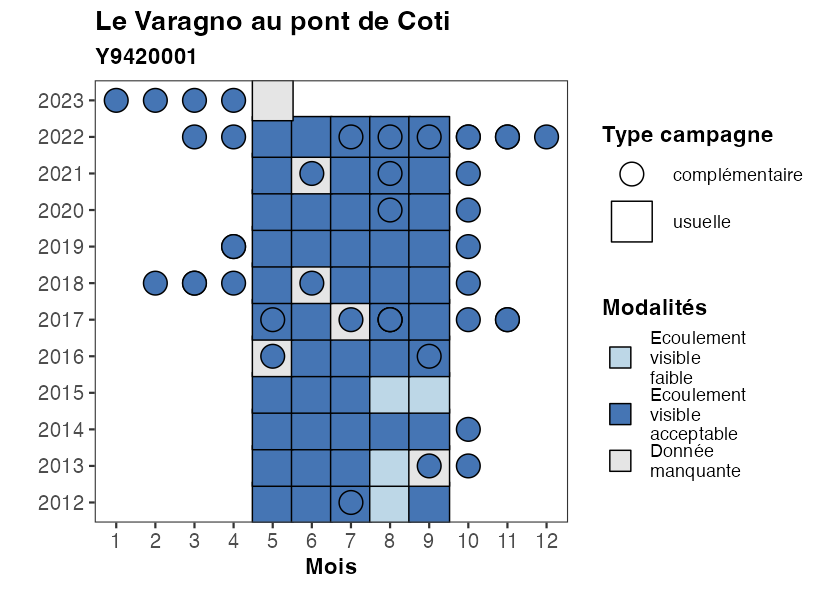 Le Varagno au pont de Coti
Y9420001
2023
2022
2021
2020
2019
2018
2017
2016
2015
2014
2013
2012
1 2 3 4 5 6 7 8 9 10 11 12
Mois
Type campagne
complémentaire
usuelle
Modalités
Ecoulement
visible
faible
Ecoulement
visible
acceptable
Donnée
manquante